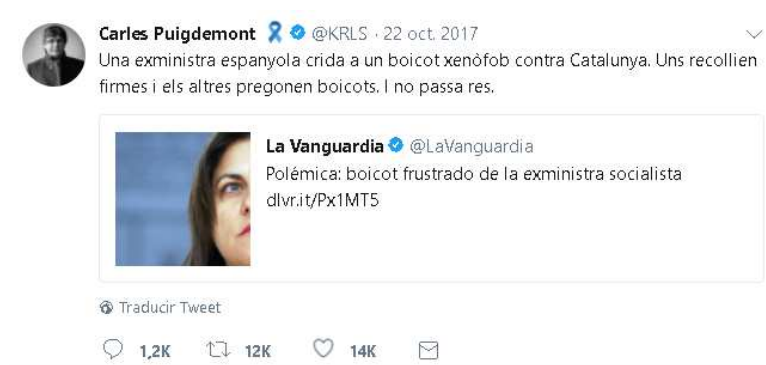 Carles Puigdemont @KRLS · 22 oct. 2017
Una exministra espanyola crida a un boicot xenòfob contra Catalunya. Uns recollien
firmes i els altres pregonen boicots. I no passa res.
La Vanguardia @LaVanguardia
Polémica: boicot frustrado de la exministra socialista
dlvr.it/Px1MT5
Traducir Tweet
1,2K 12K 14K